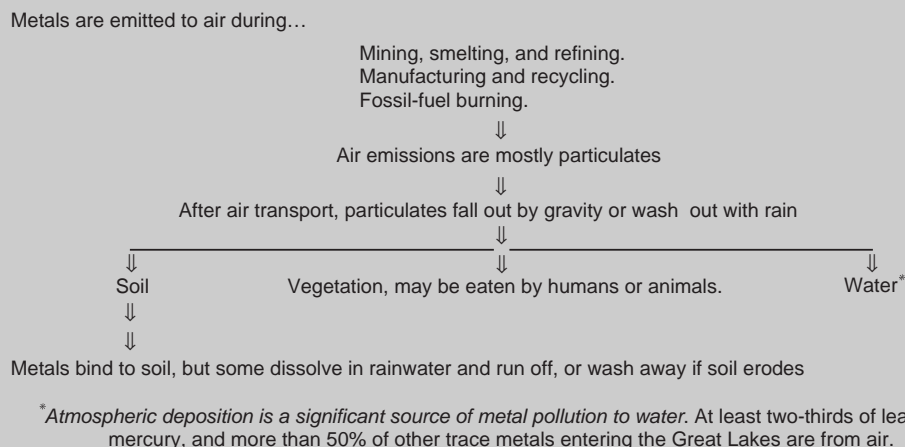 Metals are emitted to air during…
Mining, smelting, and refining.
Manufacturing and recycling.
Fossil-fuel burning.
⇓
Air emissions are mostly particulates
⇓
After air transport, particulates fall out by gravity or wash out with rain
⇓
⇓ ⇓ ⇓
Soil Vegetation, may be eaten by humans or animals. Water*
⇓
⇓
Metals bind to soil, but some dissolve in rainwater and run off, or wash away if soil erodes
*Atmospheric deposition is a significant source of metal pollution to water. At least two-thirds of
mercury, and more than 50% of other trace metals entering the Great Lakes are from air.